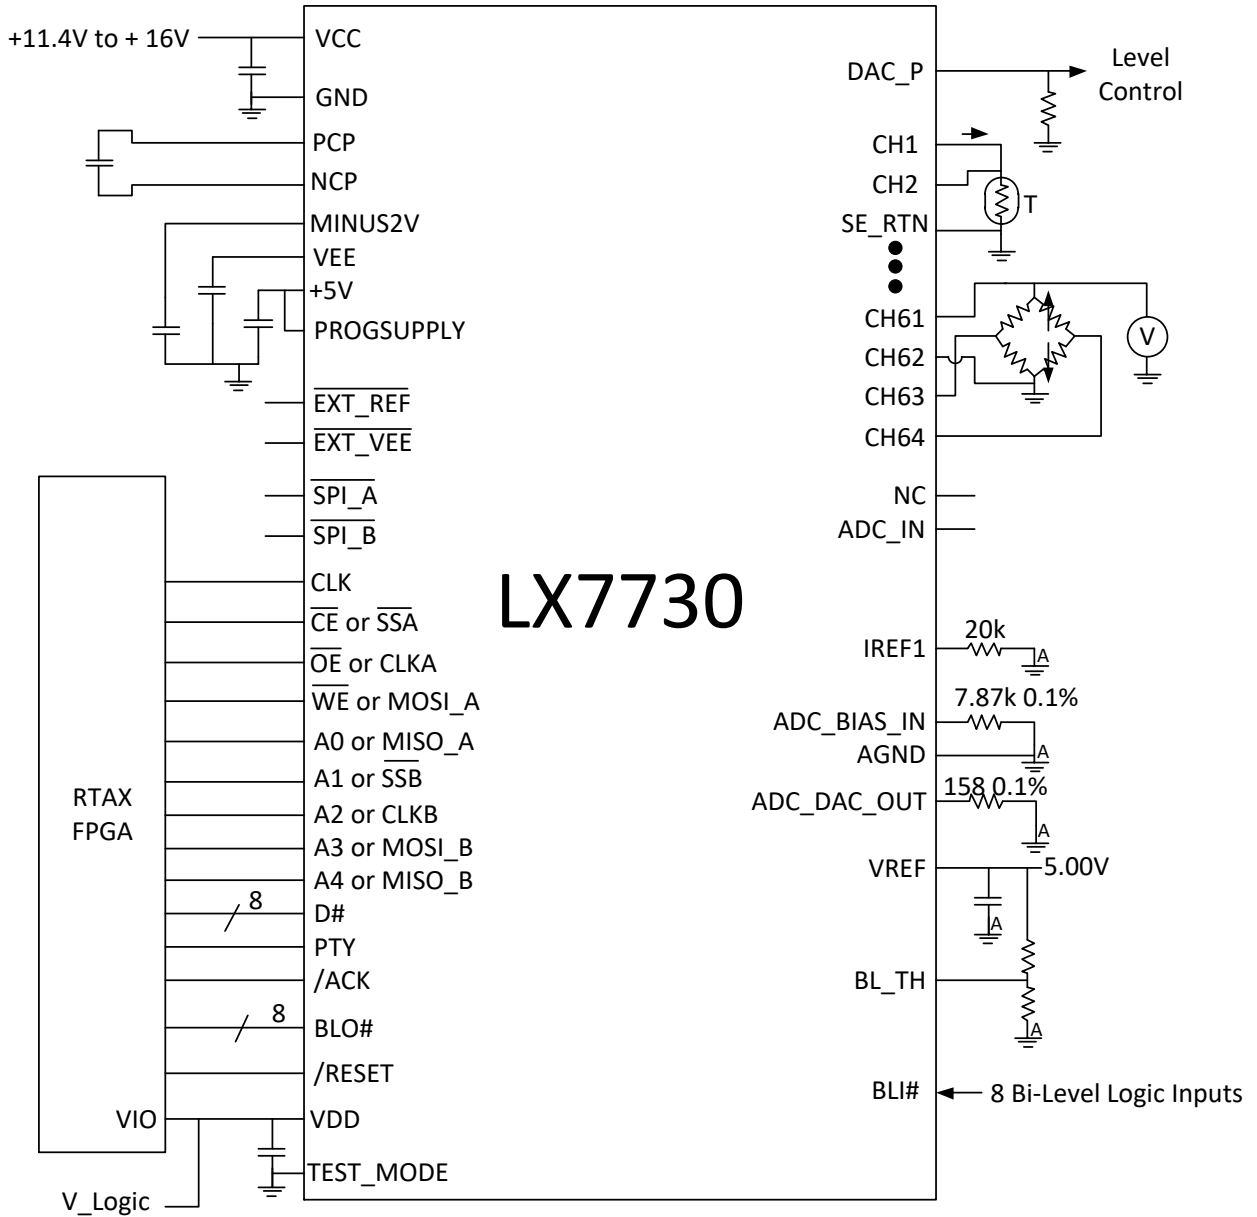 +11.4V to + 16V
VCC
GND
PCP
NCP
MINUS2V
VEE
+5V
PROGSUPPLY
EXT_REF
EXT_VEE
SPI_A
SPI_B
CLK
CE or SSA
OE or CLKA
WE or MOSI_A
A0 or MISO_A
A1 or SSB
A2 or CLKB
A3 or MOSI_B
A4 or MISO_B
8
D#
PTY
/ACK
8
BLO#
/RESET
VIO
VDD
TEST_MODE
V_Logic
RTAX
FPGA
LX7730
DAC_P
Level
Control
CH1
CH2
T
SE_RTN
CH61
V
CH62
CH63
CH64
NC
ADC_IN
IREF1
20k
A
7.87k 0.1%
ADC_BIAS_IN
AGND
A
158 0.1%
ADC_DAC_OUT
A
VREF
5.00V
A
BL_TH
A
BLI#
8 Bi-Level Logic Inputs